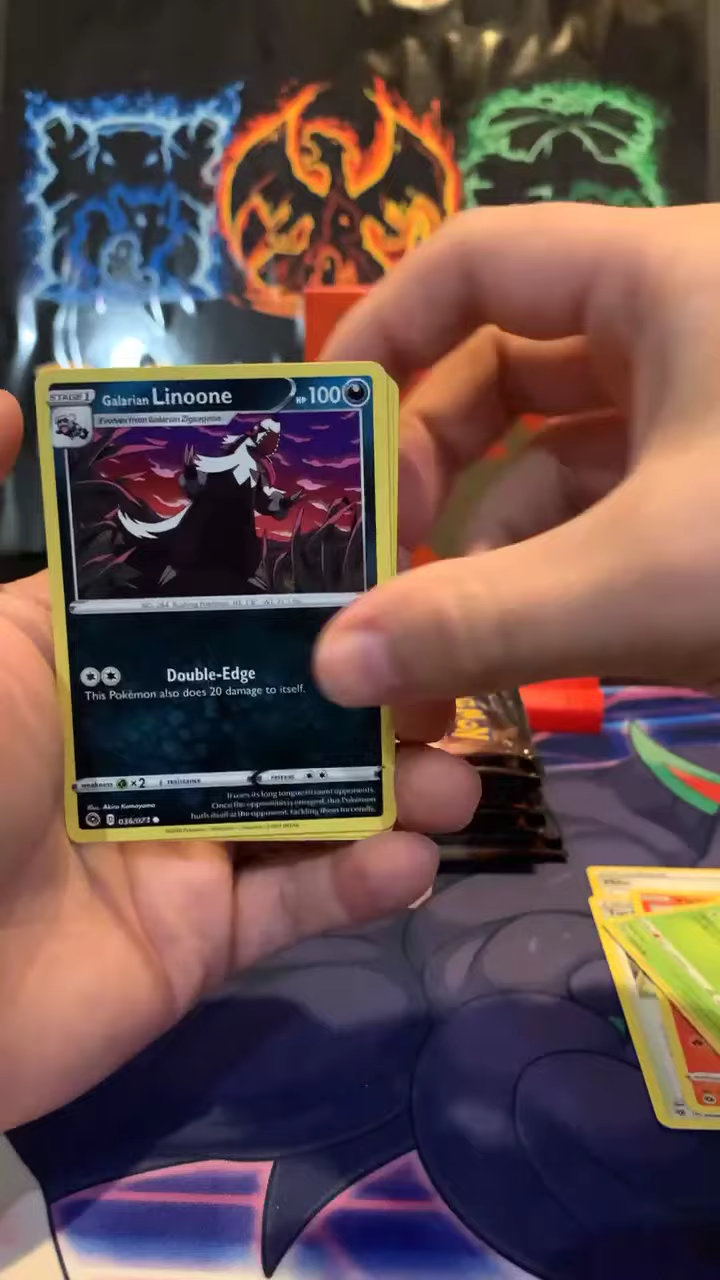 STAGE 1
Galarian Linoone HP 100
Evolves from Galarian Zigzagoon
Double-Edge
This Pokémon also does 20 damage to itself.
weakness ×2 resistance retreat
Illus. Akira Komayama
It uses its long tongue to taunt opponents.
Once the opposition is enraged, this Pokémon
hurls itself at the opponent, tackling them forcefully.
D 036/073